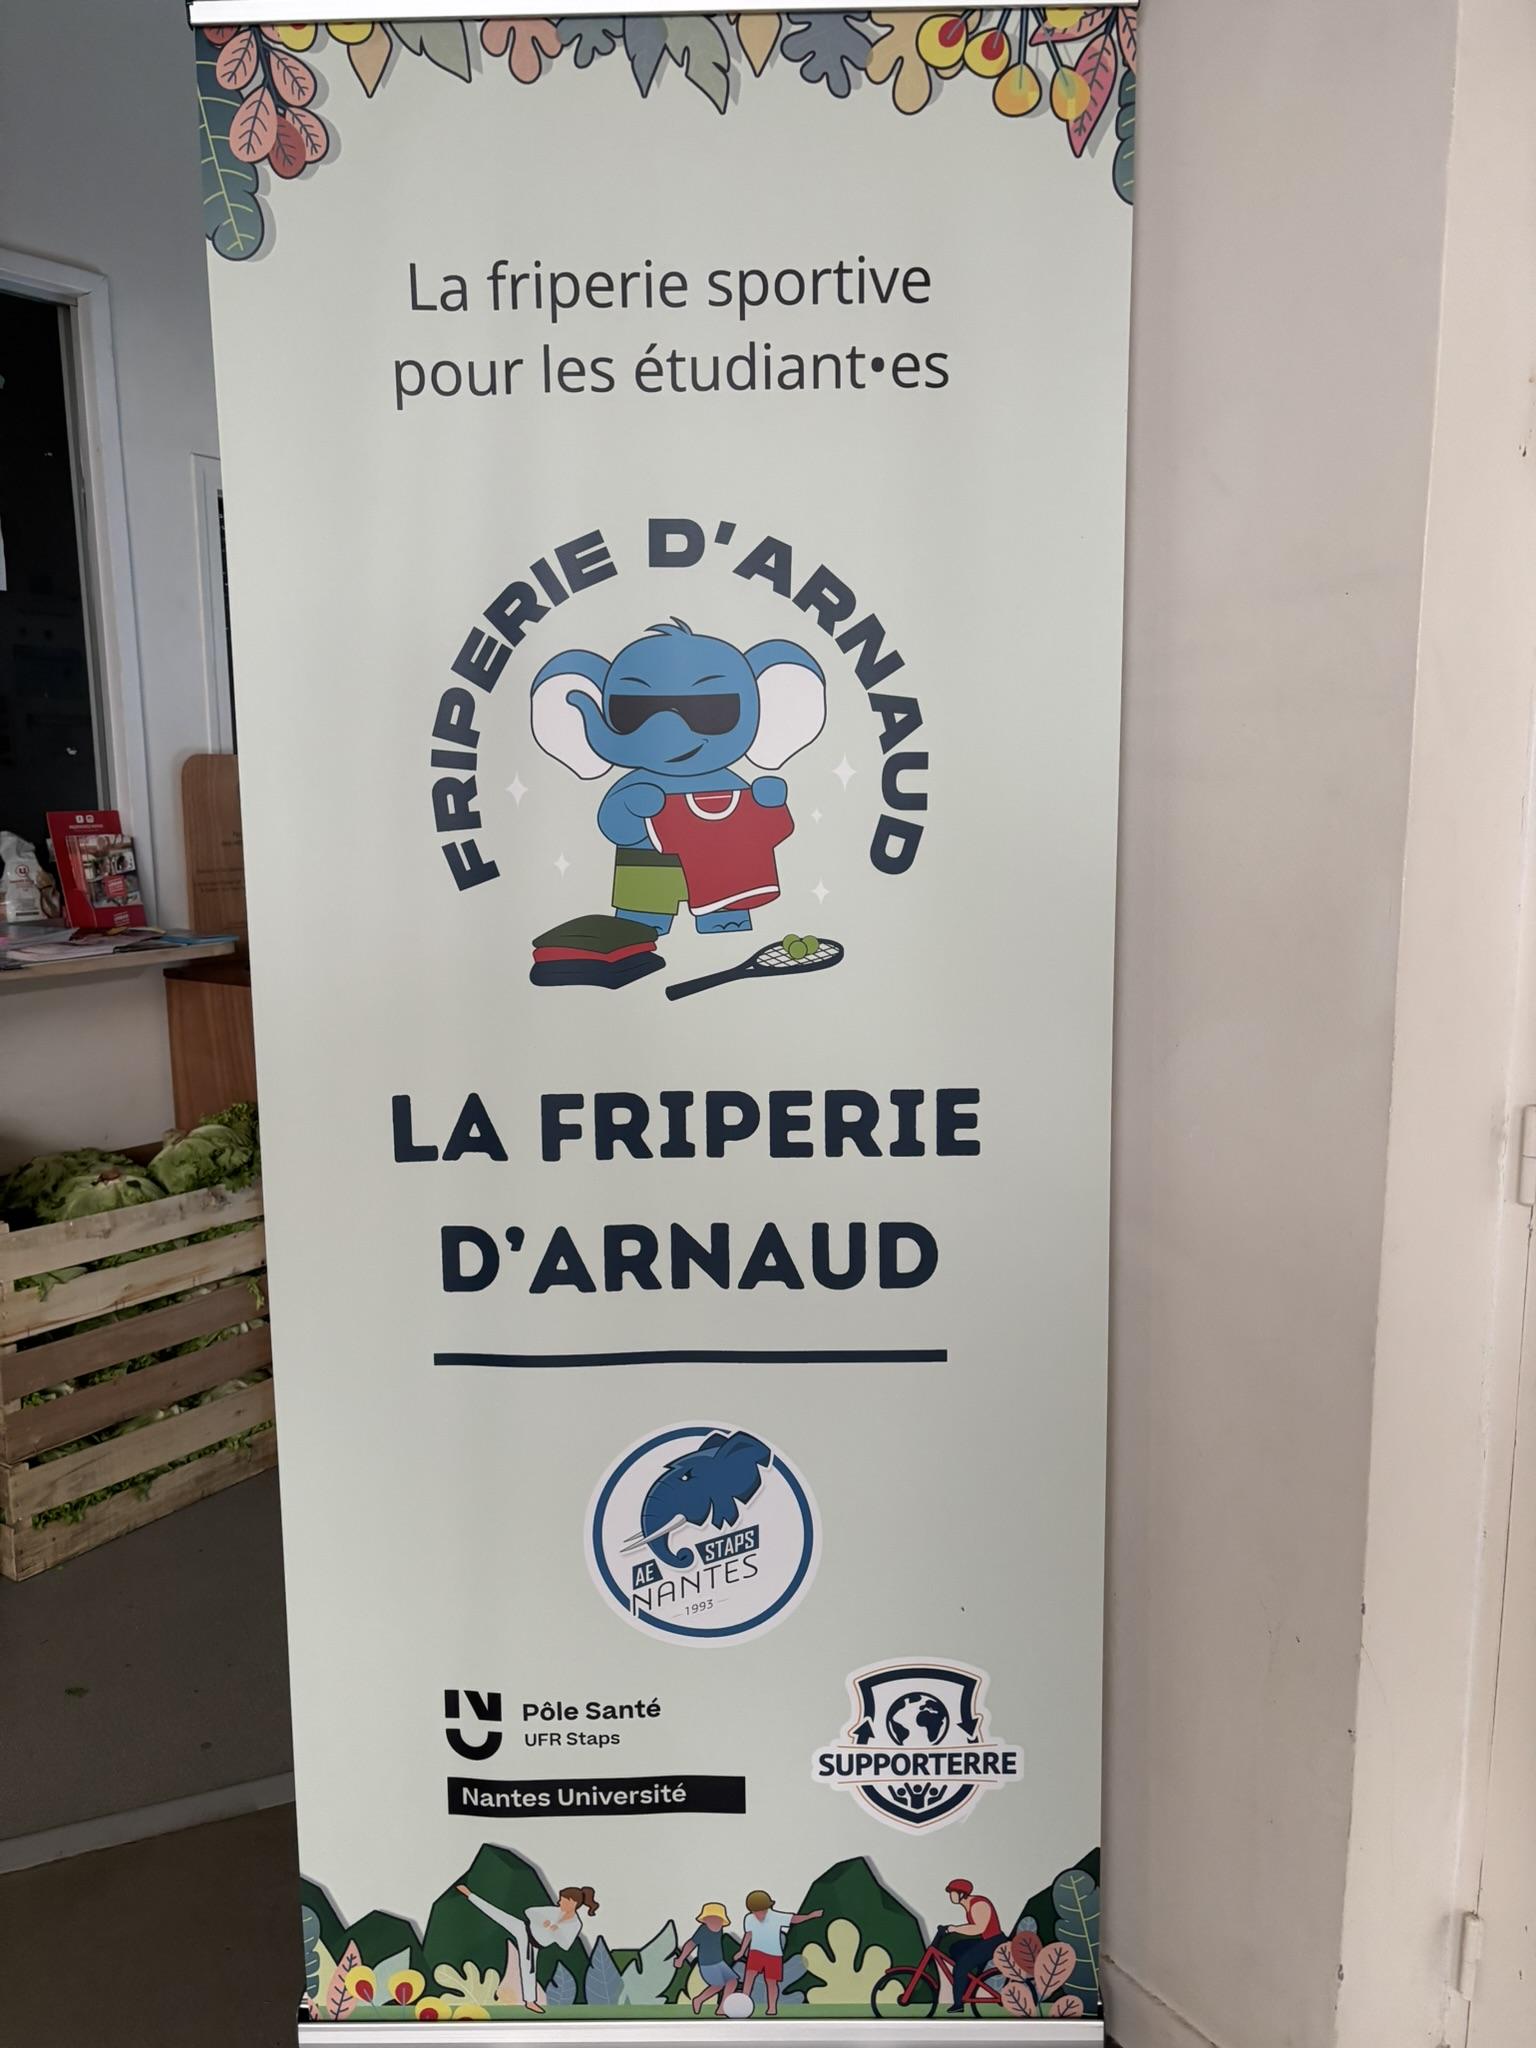 La friperie sportive
pour les étudiant•es
FRIPERIE D'ARNAUD
LA FRIPERIE
D'ARNAUD
AE STAPS
NANTES
1993
NU
Pôle Santé
UFR Staps
Nantes Université
SUPPORTERRE